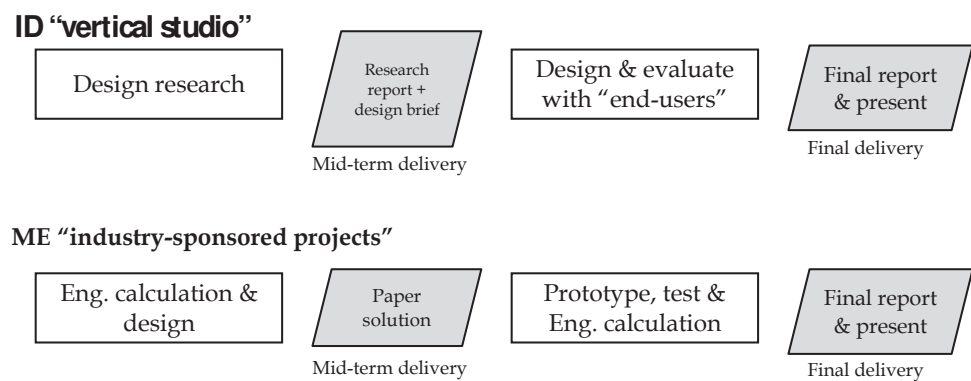 ID “vertical studio”
Design research
Research
report +
design brief
Mid-term delivery
Design & evaluate
with “end-users”
Final report
& present
Final delivery
ME “industry-sponsored projects”
Eng. calculation &
design
Paper
solution
Mid-term delivery
Prototype, test &
Eng. calculation
Final report
& present
Final delivery